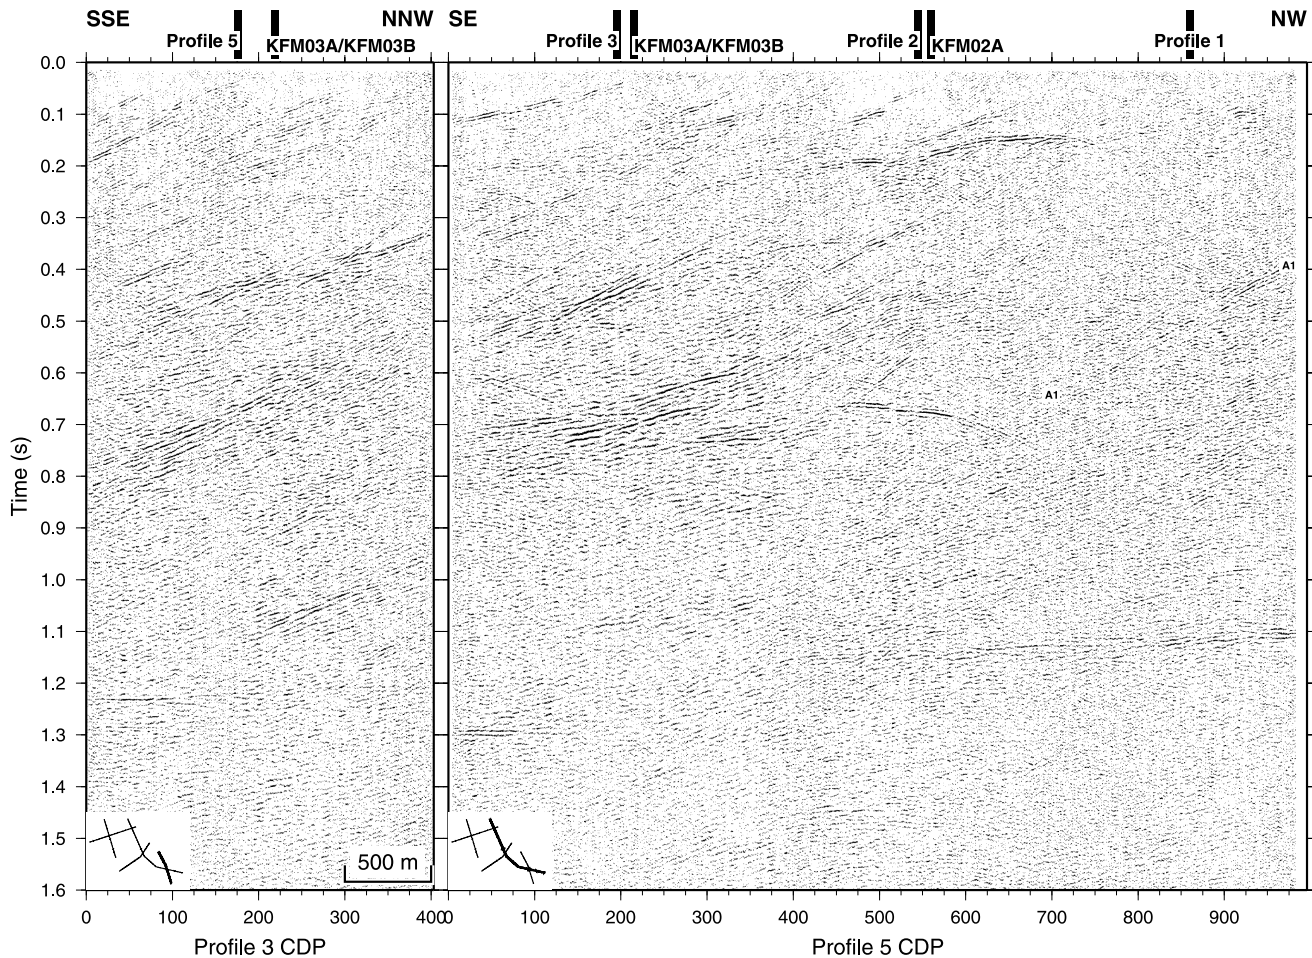 SSE NNW SE NW
Profile 5 KFM03A/KFM03B Profile 3 KFM03A/KFM03B Profile 2 KFM02A Profile 1
0.0
0.1
0.2
0.3
A1
0.4
0.5
0.6
A1
0.7
Time (s)
0.8
0.9
1.0
1.1
1.2
1.3
1.4
1.5
500 m
1.6
0 100 200 300 400 0 100 200 300 400 500 600 700 800 900
Profile 3 CDP Profile 5 CDP